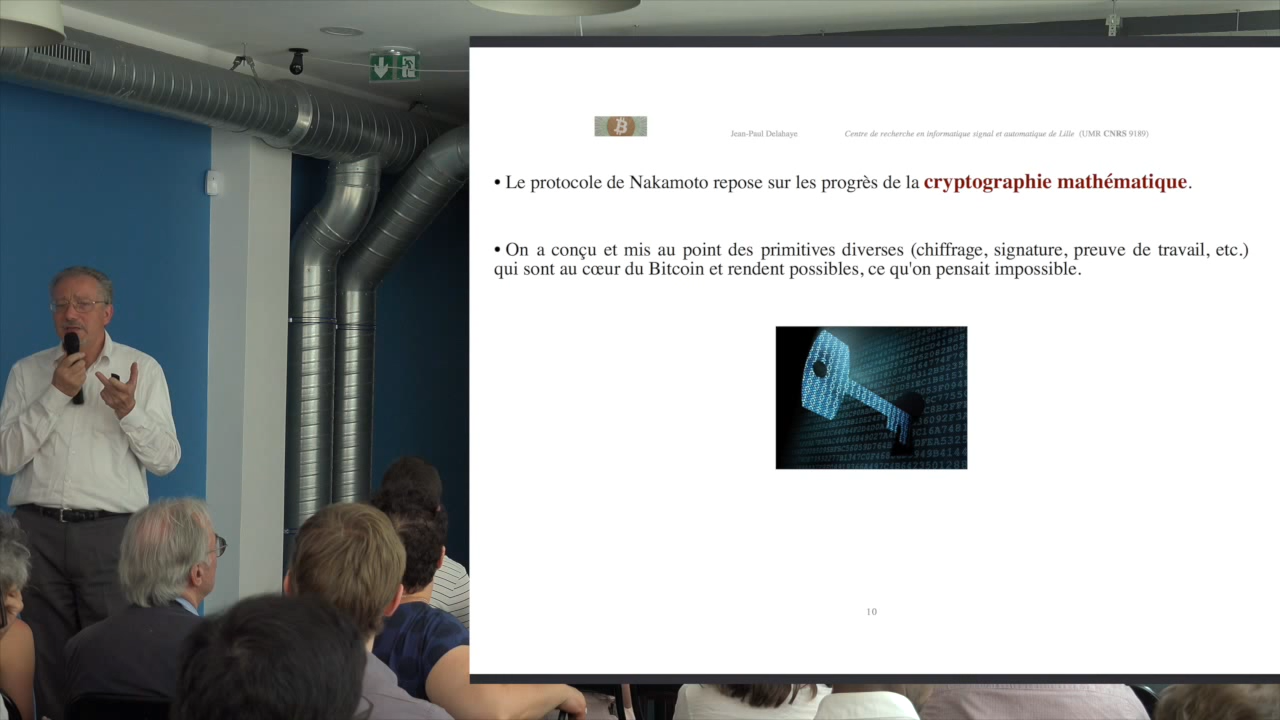 Jean-Paul Delahaye Centre de recherche en informatique signal et automatique de Lille (UMR CNRS 9189)
• Le protocole de Nakamoto repose sur les progrès de la cryptographie mathématique.
• On a conçu et mis au point des primitives diverses (chiffrage, signature, preuve de travail, etc.)
qui sont au cœur du Bitcoin et rendent possibles, ce qu'on pensait impossible.
10